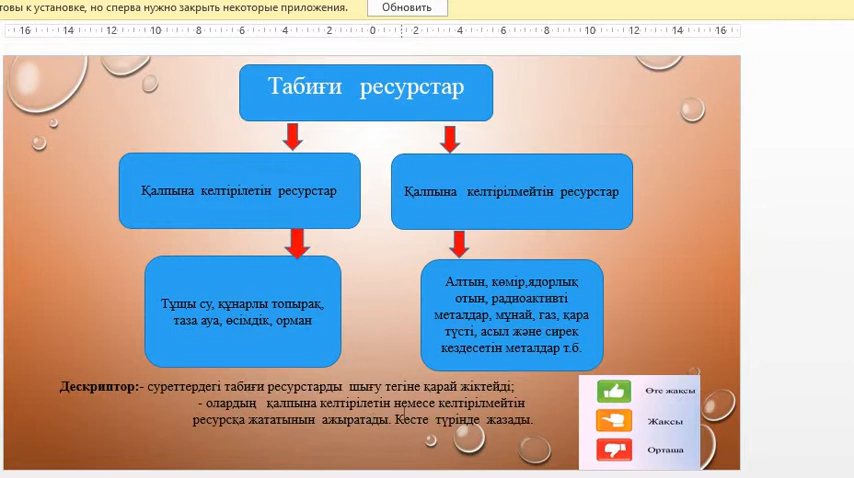 товы к установке, но сперва нужно закрыть некоторые приложения.
Обновить
16 14 12 10 8 6 4 2 0 2 4 6 8 10 12 14 16
Табиғи ресурстар
Қалпына келтірілетін ресурстар
Қалпына келтірілмейтін ресурстар
Тұщы су, құнарлы топырақ,
таза ауа, өсімдік, орман
Алтын, көмір,ядорлық
отын, радиоактивті
металдар, мұнай, газ, қара
түсті, асыл және сирек
кездесетін металдар т.б.
Дескриптор:- суреттердегі табиғи ресурстарды шығу тегіне қарай жіктейді;
- олардың қалпына келтірілетін немесе келтірілмейтін
ресурсқа жататынын ажыратады. Кесте түрінде жазады.
Өте жақсы
Жақсы
Орташа